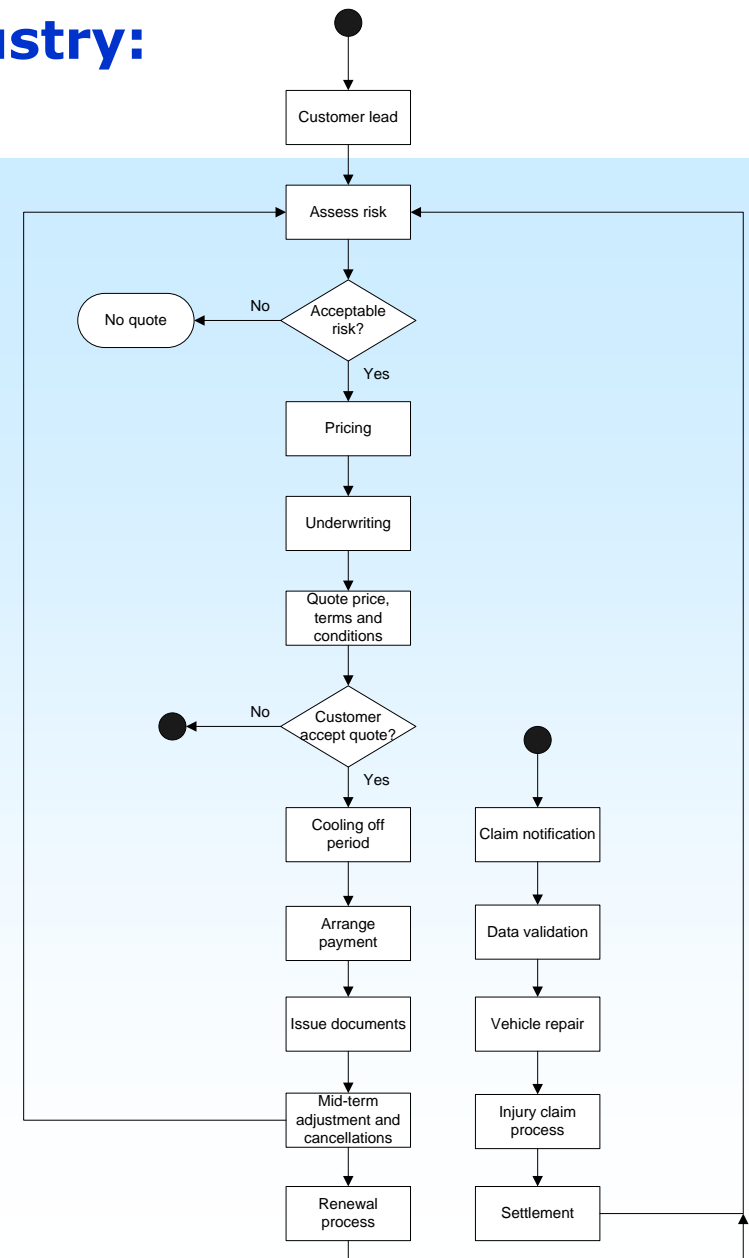 ustry:
Customer lead
Assess risk
No quote
No
Acceptable
risk?
Yes
Pricing
Underwriting
Quote price,
terms and
conditions
No
Customer
accept quote?
Yes
Cooling off
period
Arrange
payment
Issue documents
Mid-term
adjustment and
cancellations
Renewal
process
Claim notification
Data validation
Vehicle repair
Injury claim
process
Settlement